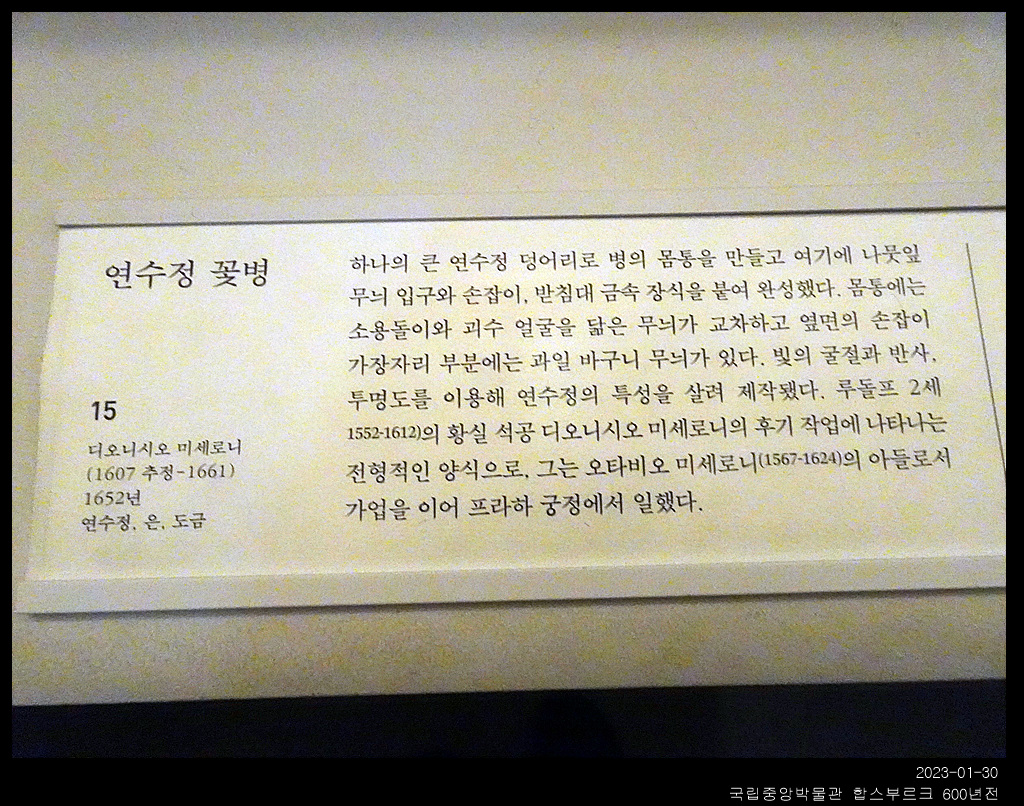 연수정 꽃병
15
디오니시오 미세로니
(1607 추정-1661)
1652년
연수정, 은, 도금
하나의 큰 연수정 덩어리로 병의 몸통을 만들고 여기에 나뭇잎
무늬 입구와 손잡이, 받침대 금속 장식을 붙여 완성했다. 몸통에는
소용돌이와 괴수 얼굴을 닮은 무늬가 교차하고 옆면의 손잡이
가장자리 부분에는 과일 바구니 무늬가 있다. 빛의 굴절과 반사,
투명도를 이용해 연수정의 특성을 살려 제작됐다. 루돌프 2세
1552-1612)의 황실 석공 디오니시오 미세로니의 후기 작업에 나타나는
전형적인 양식으로, 그는 오타비오 미세로니(1567-1624)의 아들로서
가업을 이어 프라하 궁정에서 일했다.
2023-01-30
국립중앙박물관 합스부르크 600년전